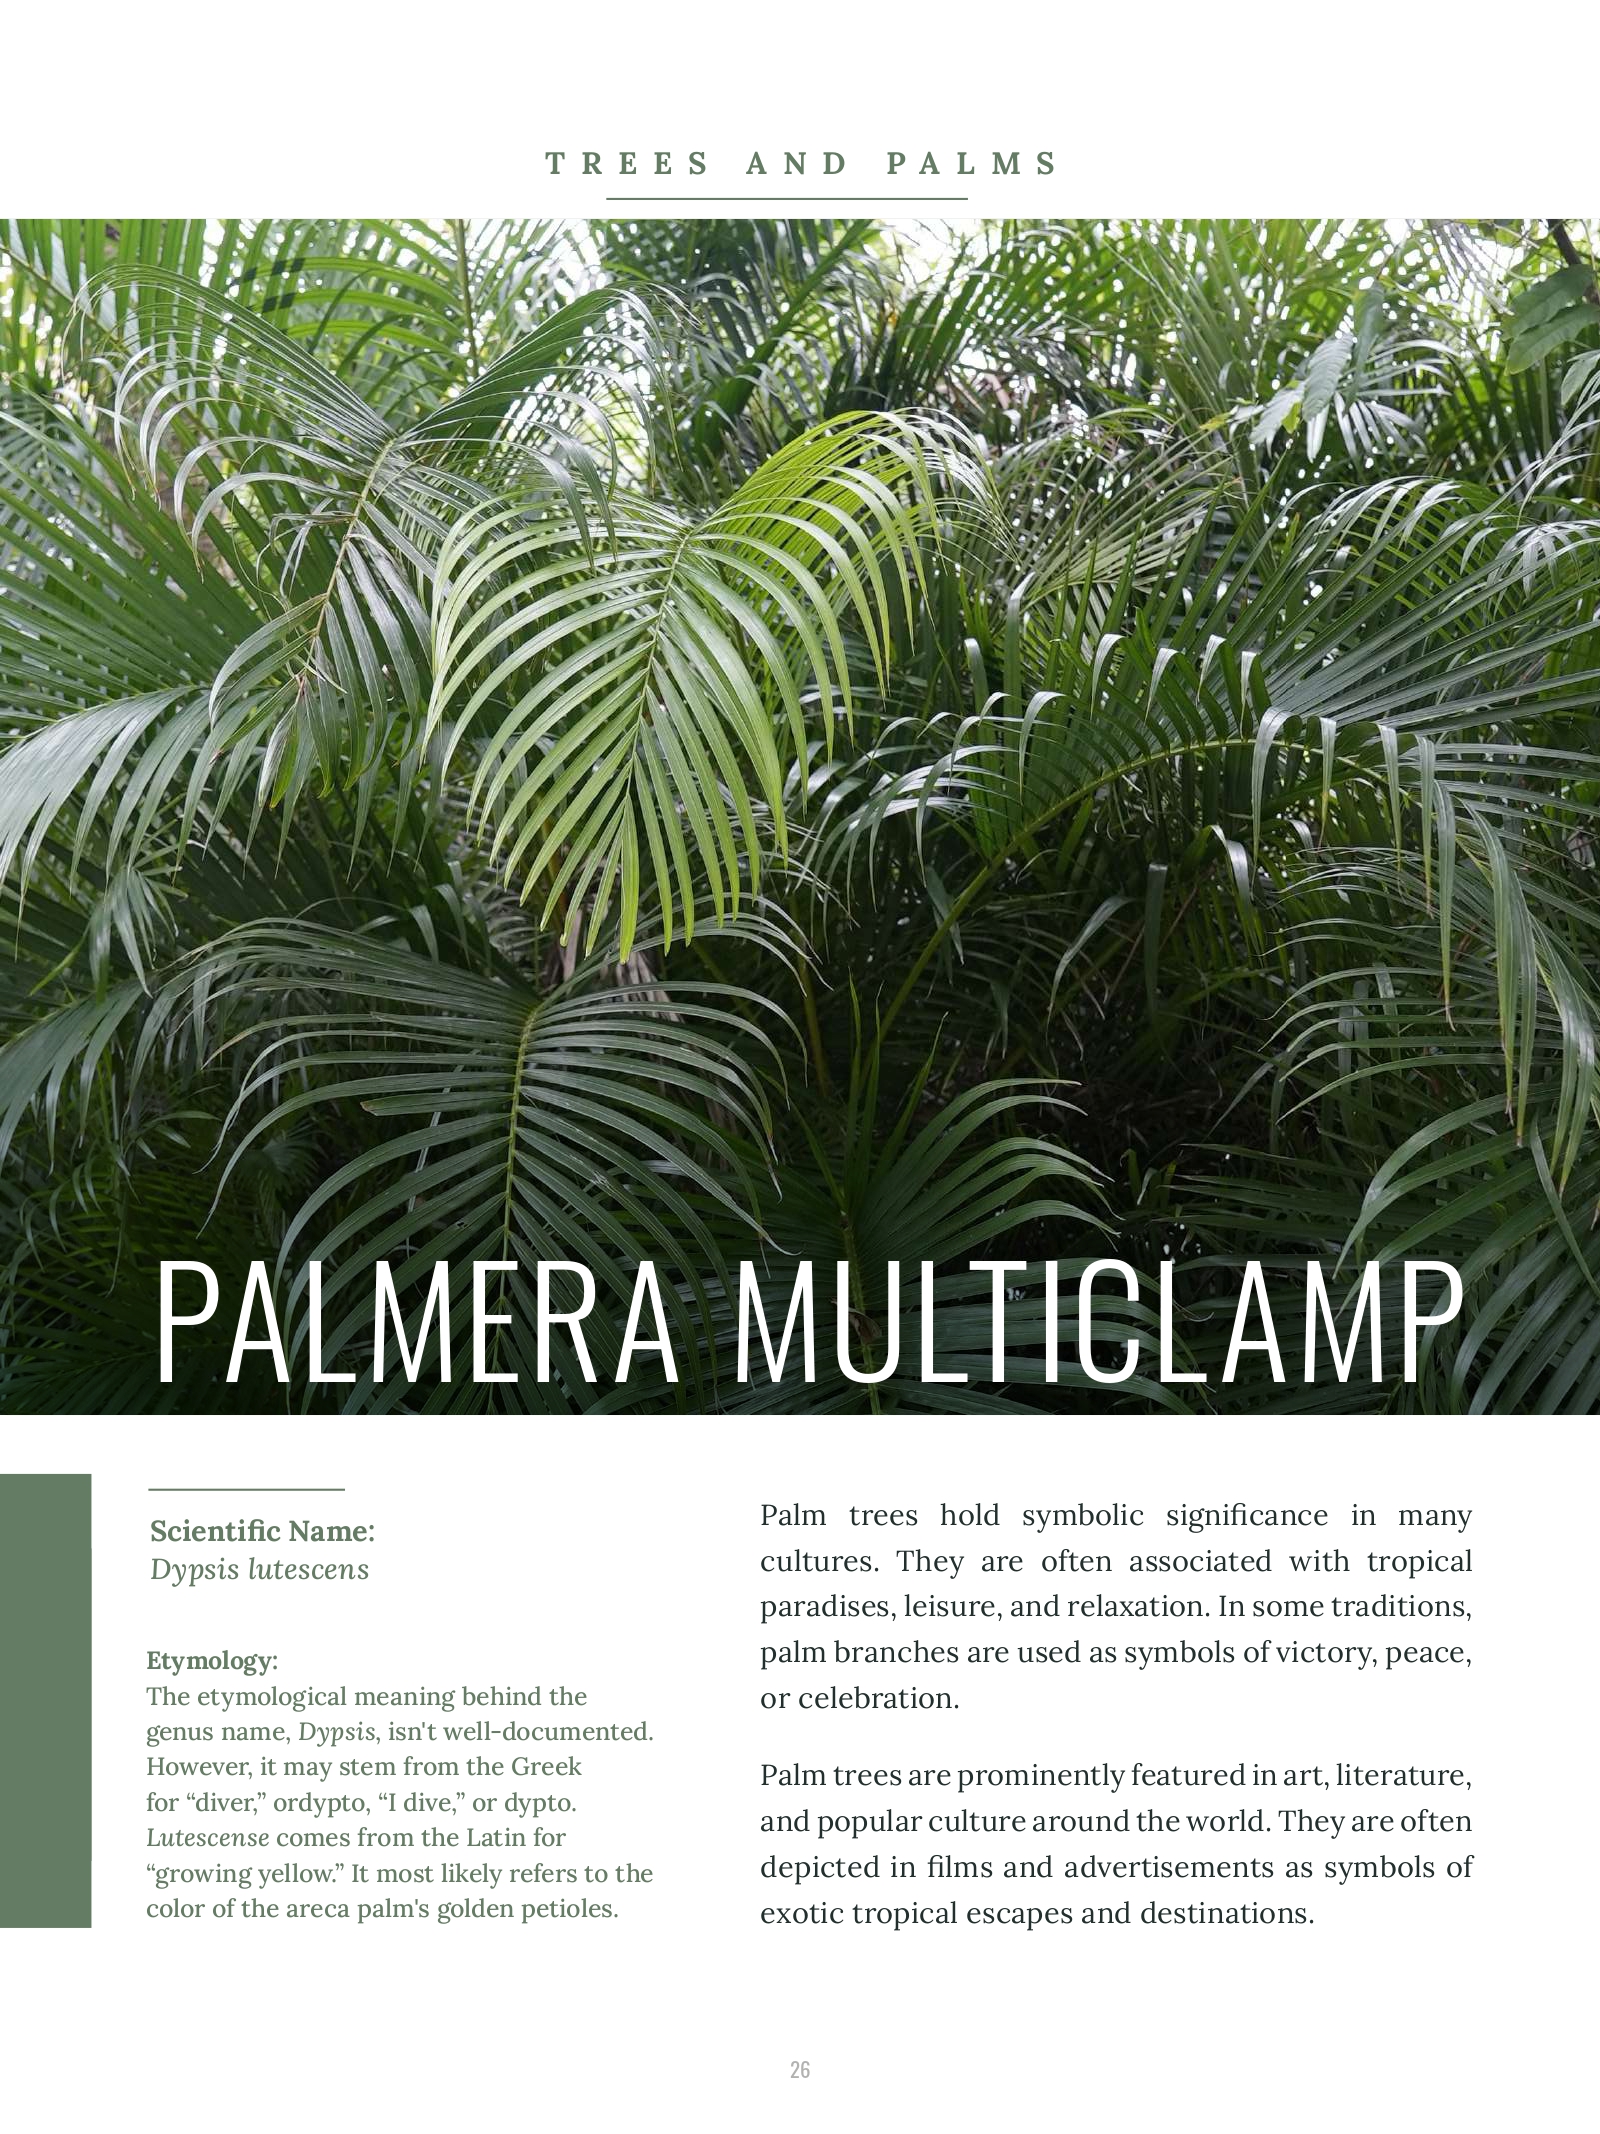 TREES AND PALMS
PALMERA MULTICLAMP
Scientific Name:
Dypsis lutescens
Etymology:
The etymological meaning behind the
genus name, Dypsis, isn't well-documented.
However, it may stem from the Greek
for “diver,” ordypto, “I dive,” or dypto.
Lutescense comes from the Latin for
“growing yellow.” It most likely refers to the
color of the areca palm's golden petioles.
Palm trees hold symbolic significance in many
cultures. They are often associated with tropical
paradises, leisure, and relaxation. In some traditions,
palm branches are used as symbols of victory, peace,
or celebration.
Palm trees are prominently featured in art, literature,
and popular culture around the world. They are often
depicted in films and advertisements as symbols of
exotic tropical escapes and destinations.
26